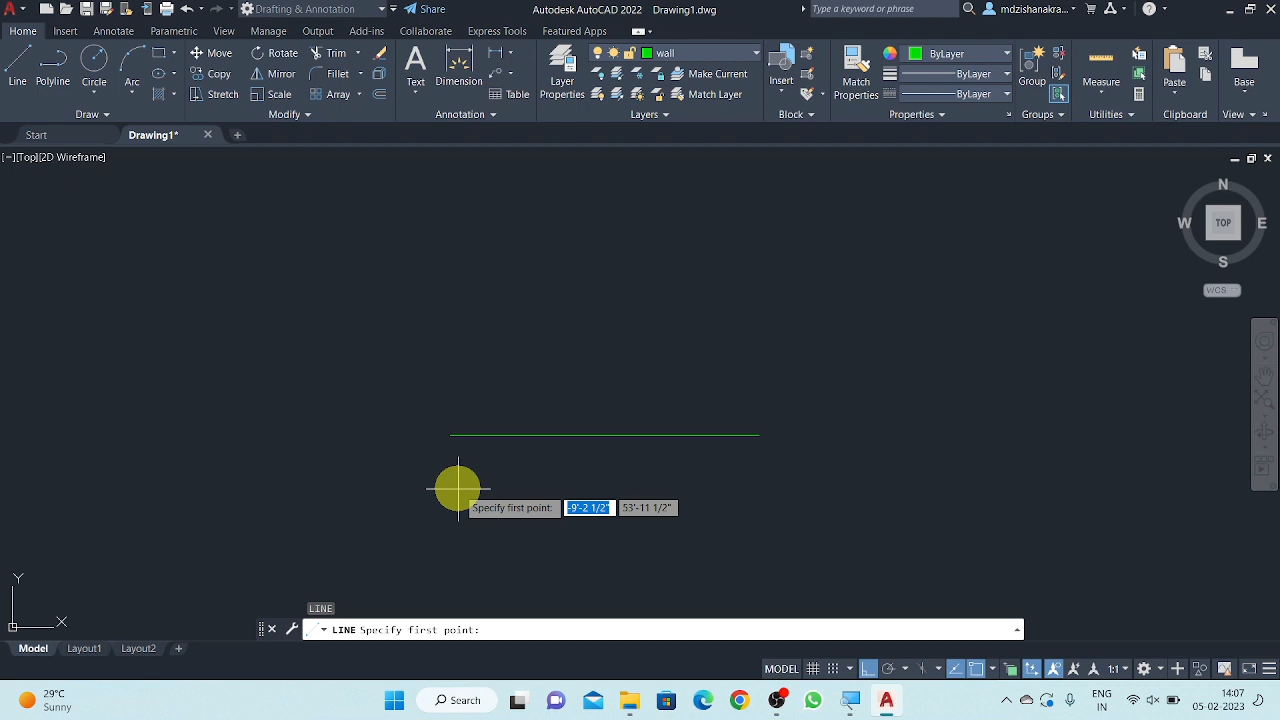 Drafting & Annotation
Share
Autodesk AutoCAD 2022 Drawing1.dwg
Type a keyword or phrase
mdzishanakra...
Home Insert Annotate Parametric View Manage Output Add-ins Collaborate Express Tools Featured Apps
Line Polyline Circle Arc
Move Rotate Trim
Copy Mirror Fillet
Stretch Scale Array
Text Dimension
Table
Layer Properties
wall
Make Current
Match Layer
Insert
Match Properties
ByLayer
ByLayer
ByLayer
Group
Measure
Paste
Base
Draw Modify Annotation Layers Block Properties Groups Utilities Clipboard View
Start Drawing1*
[−][Top][2D Wireframe]
N
W TOP E
S
WCS
Specify first point: -9'-2 1/2" 53'-11 1/2"
Y
X
LINE
LINE Specify first point:
Model Layout1 Layout2
MODEL 1:1
29°C
Sunny
Search
ENG
IN
14:07
05-02-2023